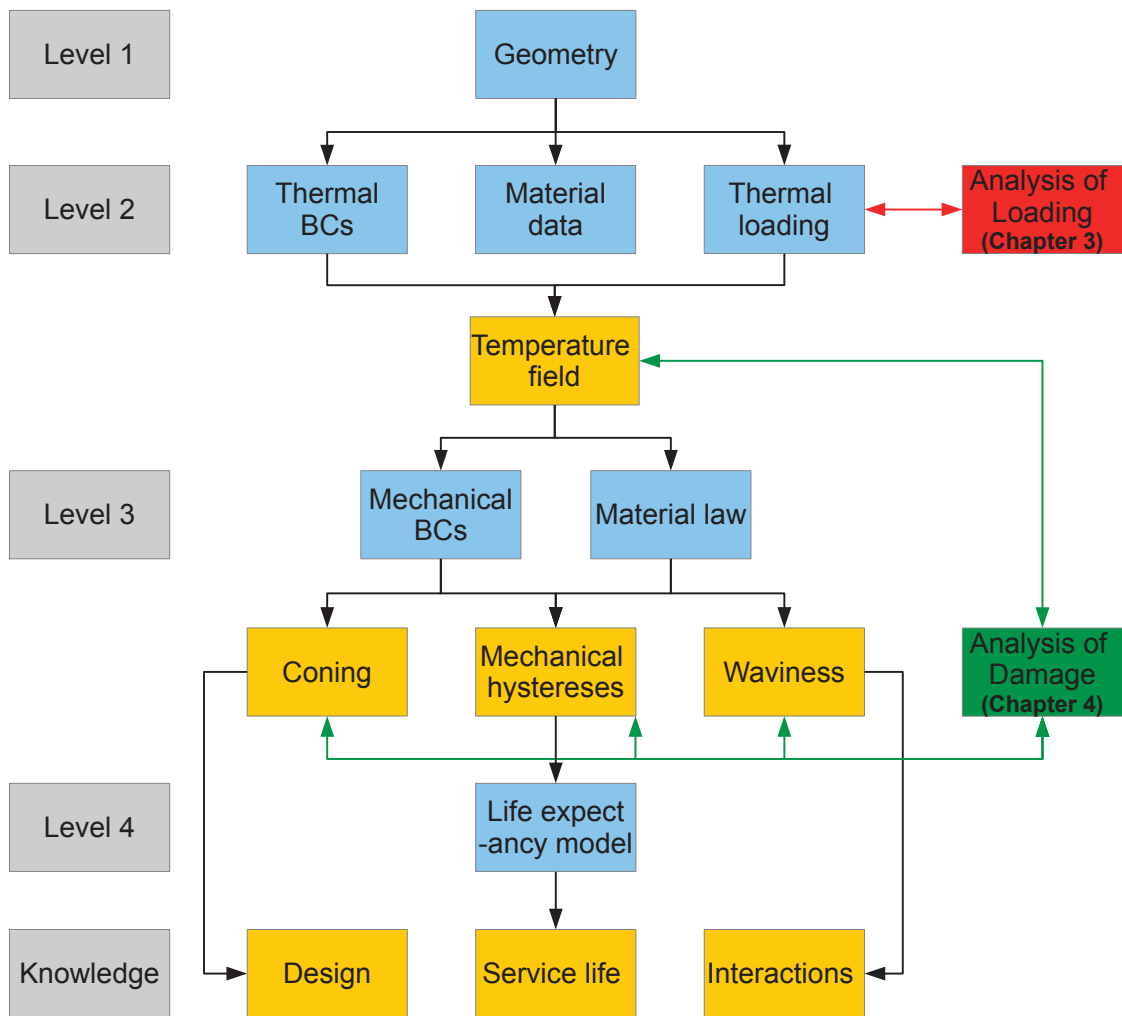 Level 1
Geometry
Level 2
Thermal
BCs
Material
data
Thermal
loading
Analysis of
Loading
(Chapter 3)
Temperature
field
Level 3
Mechanical
BCs
Material law
Coning
Mechanical
hystereses
Waviness
Analysis of
Damage
(Chapter 4)
Level 4
Life expect
-ancy model
Knowledge
Design
Service life
Interactions